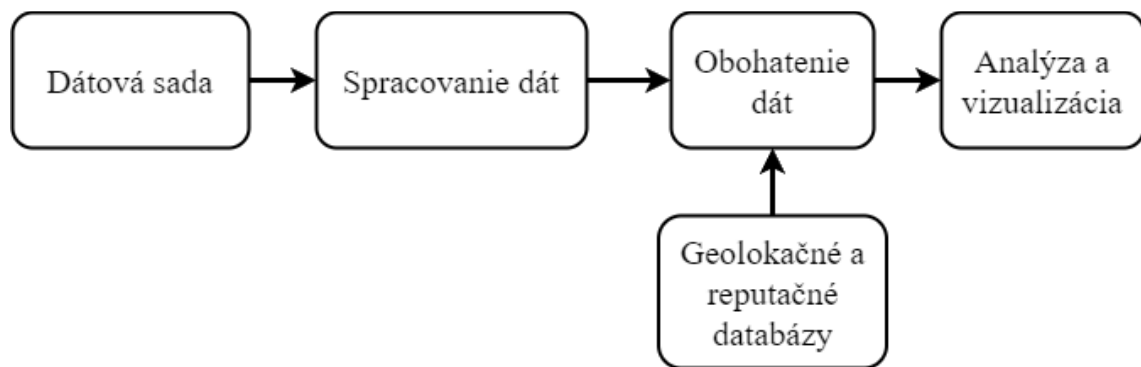 Dátová sada
Spracovanie dát
Obohatenie
dát
Analýza a
vizualizácia
Geolokačné a
reputačné
databázy